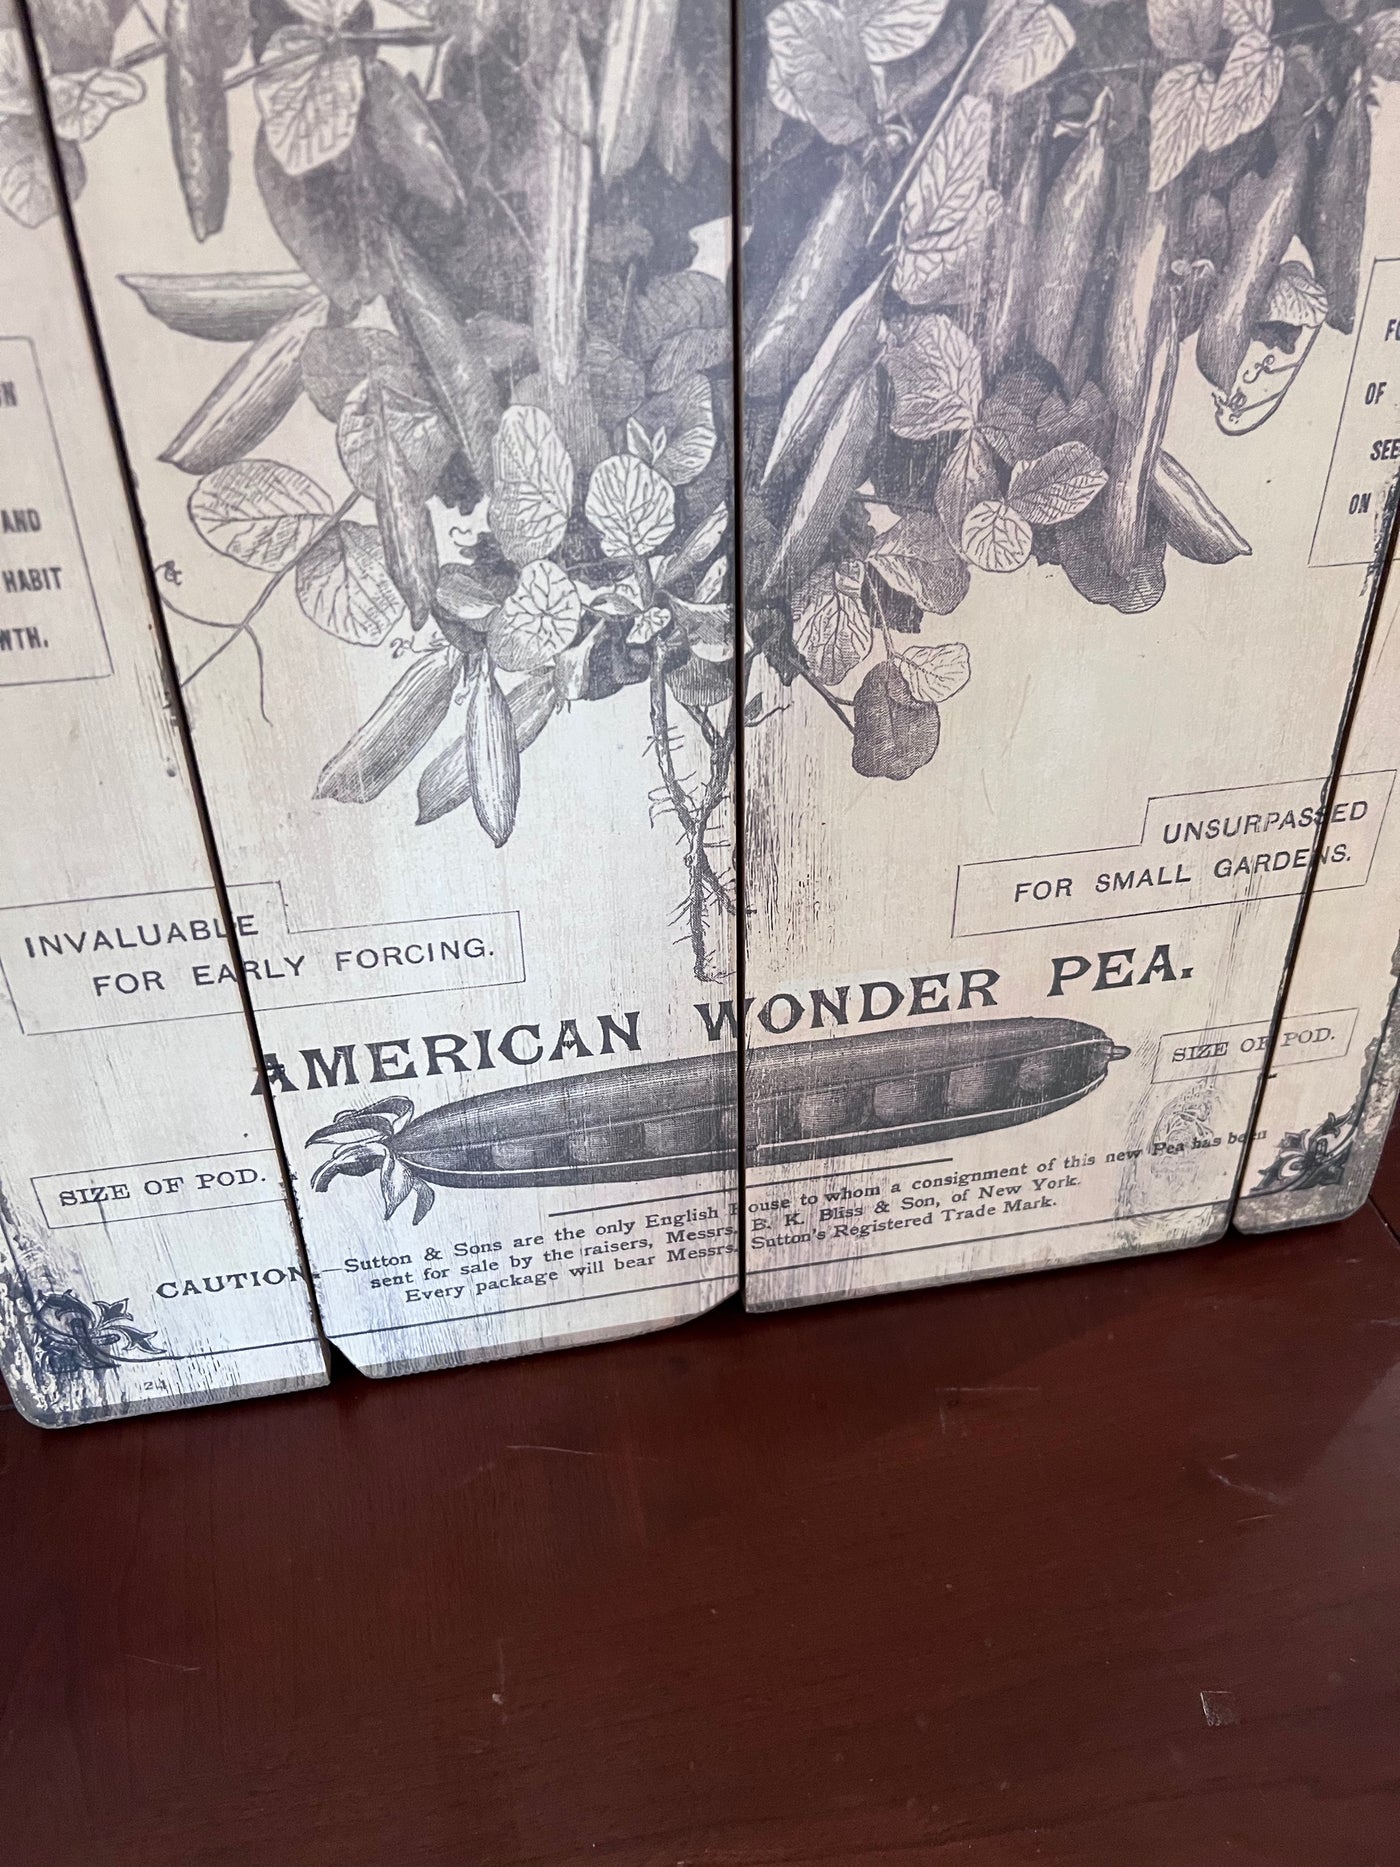 AND
HABIT
OF
ON
INVALUABLE
FOR EARLY FORCING.
UNSURPASSED
FOR SMALL GARDENS.
AMERICAN WONDER PEA.
SIZE OF POD.
SIZE OF POD.
CAUTION.—Sutton & Sons are the only English House to whom a consignment of this new Pea has been
sent for sale by the raisers, Messrs. B. K. Bliss & Son, of New York.
Every package will bear Messrs. Sutton's Registered Trade Mark.